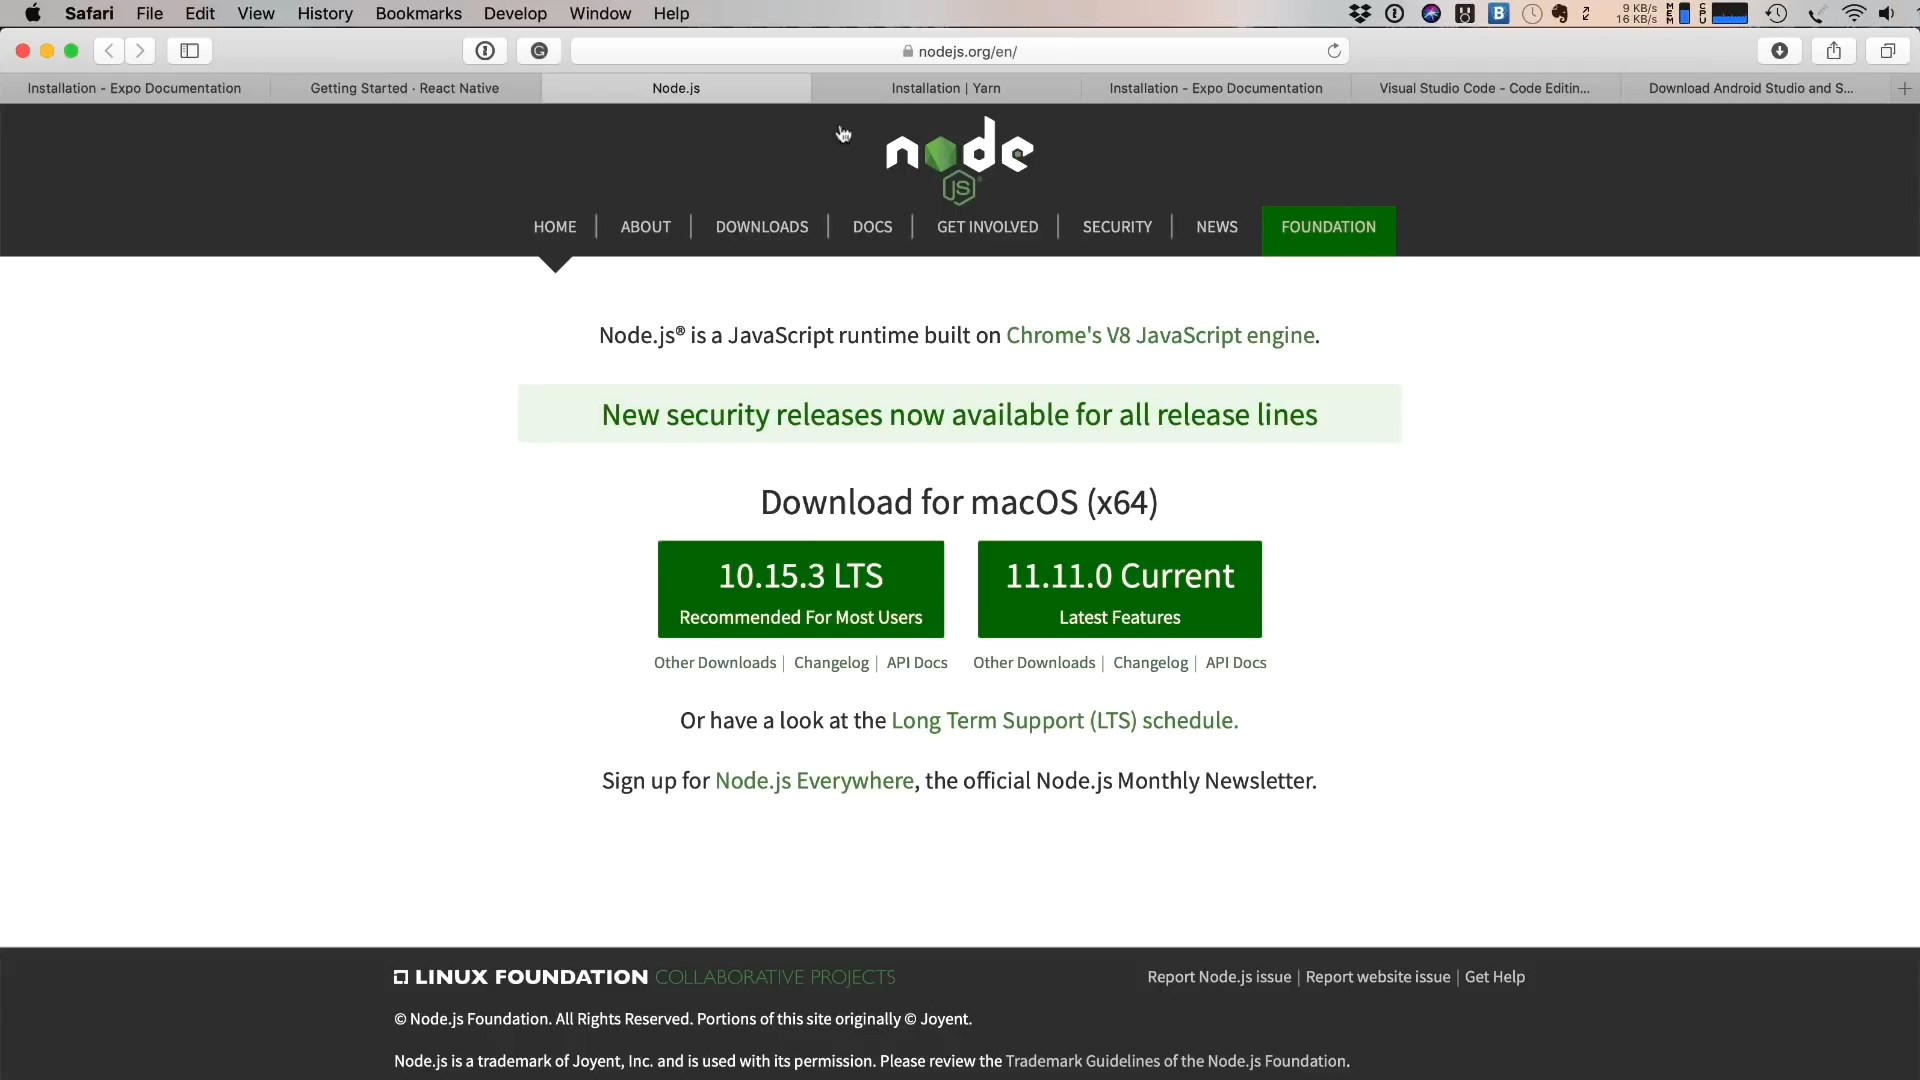 Safari File Edit View History Bookmarks Develop Window Help
9 KB/s
16 KB/s
MEM
CPU
nodejs.org/en/
Installation - Expo Documentation
Getting Started · React Native
Node.js
Installation | Yarn
Installation - Expo Documentation
Visual Studio Code - Code Editin...
Download Android Studio and S...
node
JS
HOME | ABOUT | DOWNLOADS | DOCS | GET INVOLVED | SECURITY | NEWS FOUNDATION
Node.js® is a JavaScript runtime built on Chrome's V8 JavaScript engine.
New security releases now available for all release lines
Download for macOS (x64)
10.15.3 LTS
Recommended For Most Users
11.11.0 Current
Latest Features
Other Downloads | Changelog | API Docs
Other Downloads | Changelog | API Docs
Or have a look at the Long Term Support (LTS) schedule.
Sign up for Node.js Everywhere, the official Node.js Monthly Newsletter.
LINUX FOUNDATION COLLABORATIVE PROJECTS
Report Node.js issue | Report website issue | Get Help
© Node.js Foundation. All Rights Reserved. Portions of this site originally © Joyent.
Node.js is a trademark of Joyent, Inc. and is used with its permission. Please review the Trademark Guidelines of the Node.js Foundation.